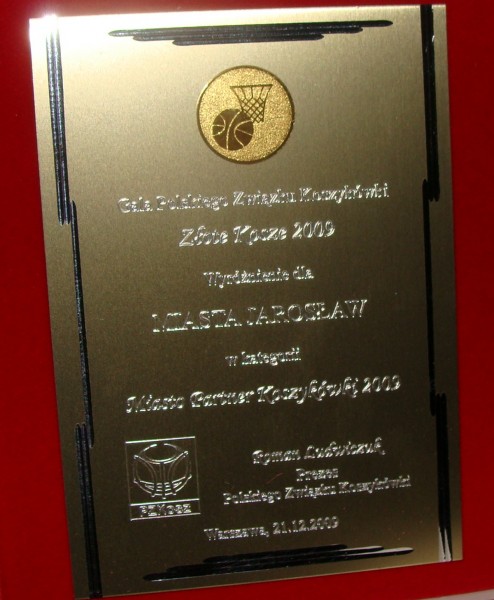 Gala Polskiego Związku Koszykówki
Złote Kosze 2009
Wyróżnienie dla
MIASTA JAROSŁAW
w kategorii
Miasto Partner Koszykówki 2009
Roman Ludwiczuk
Prezes
Polskiego Związku Koszykówki
PZKosz
Warszawa, 21.12.2009